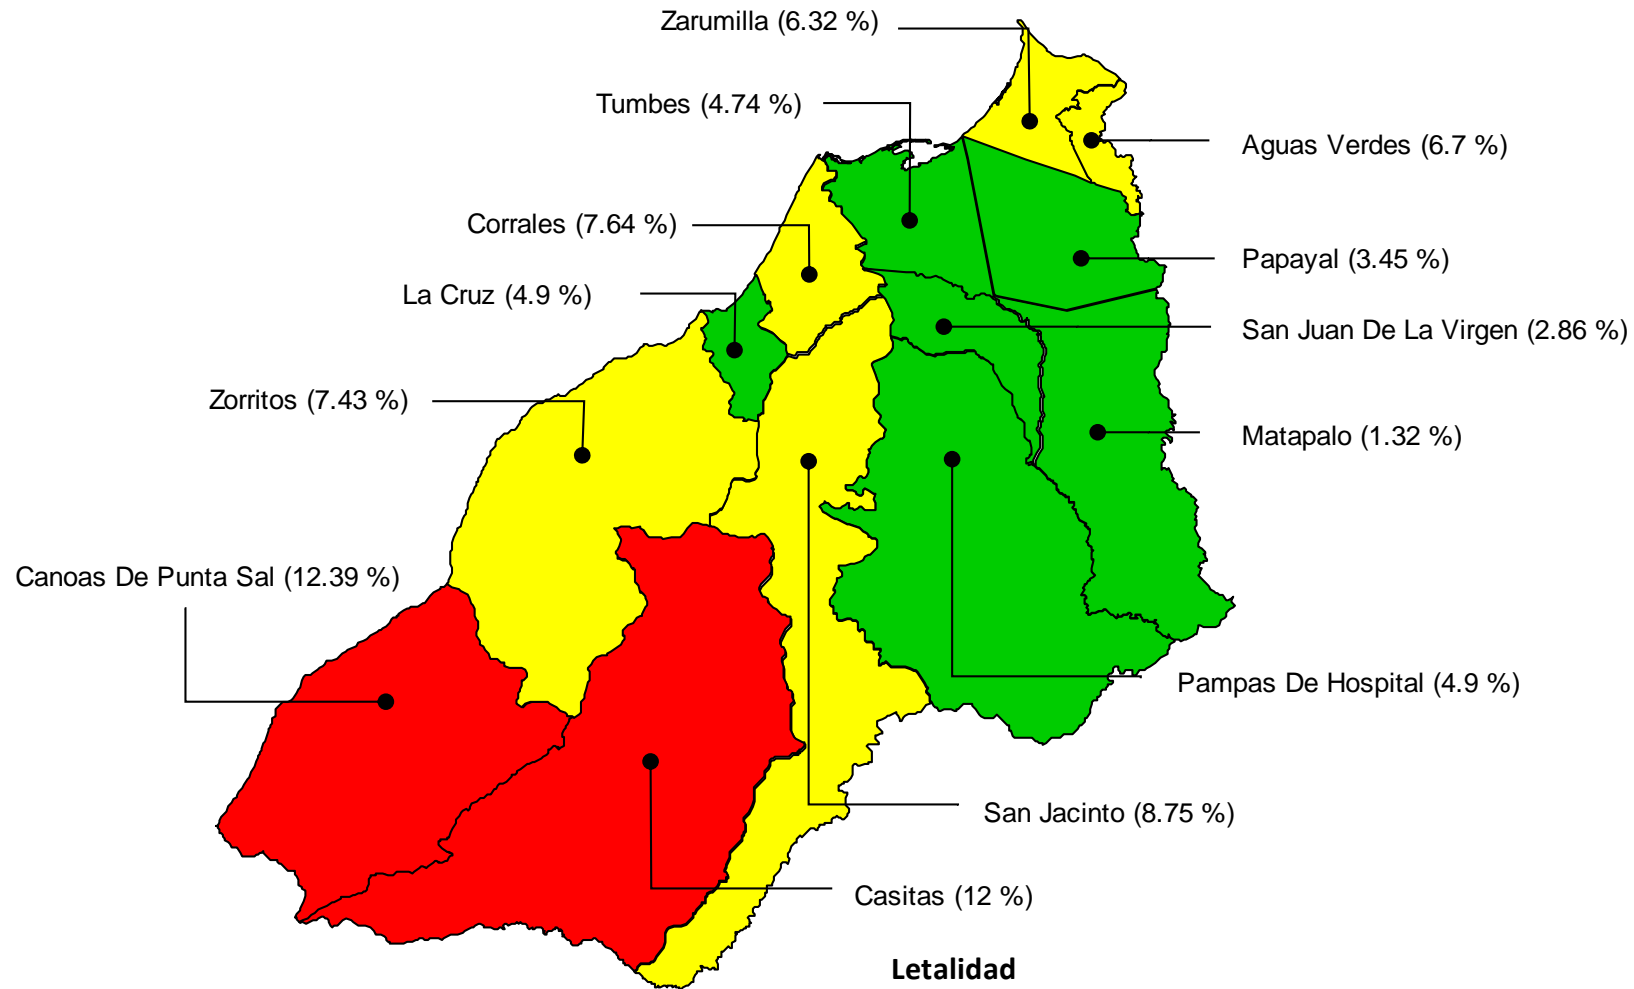 Zarumilla (6.32 %)
Tumbes (4.74 %)
Aguas Verdes (6.7 %)
Corrales (7.64 %)
Papayal (3.45 %)
La Cruz (4.9 %)
San Juan De La Virgen (2.86 %)
Zorritos (7.43 %)
Matapalo (1.32 %)
Canoas De Punta Sal (12.39 %)
Pampas De Hospital (4.9 %)
San Jacinto (8.75 %)
Casitas (12 %)
Letalidad